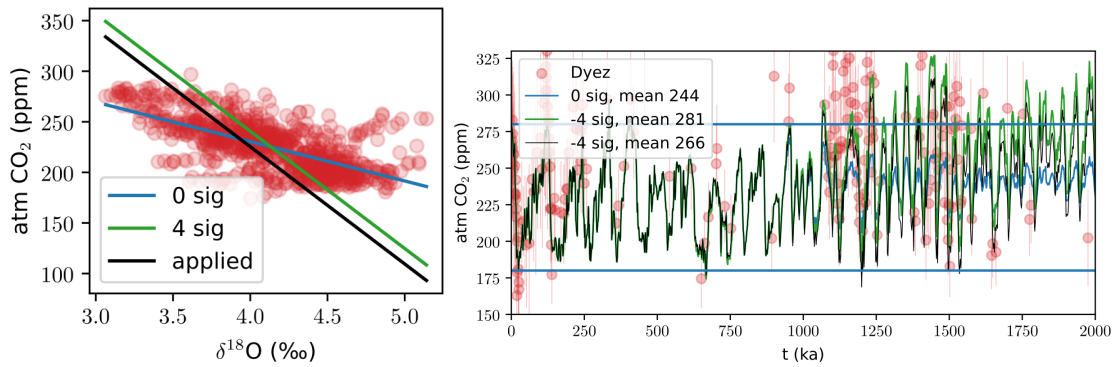 atm CO₂ (ppm)
350
300
250
200
150
100
0 sig
4 sig
applied
3.0 3.5 4.0 4.5 5.0
δ¹⁸O (‰)
atm CO₂ (ppm)
325
300
275
250
225
200
175
150
Dyez
0 sig, mean 244
-4 sig, mean 281
-4 sig, mean 266
0 250 500 750 1000 1250 1500 1750 2000
t (ka)